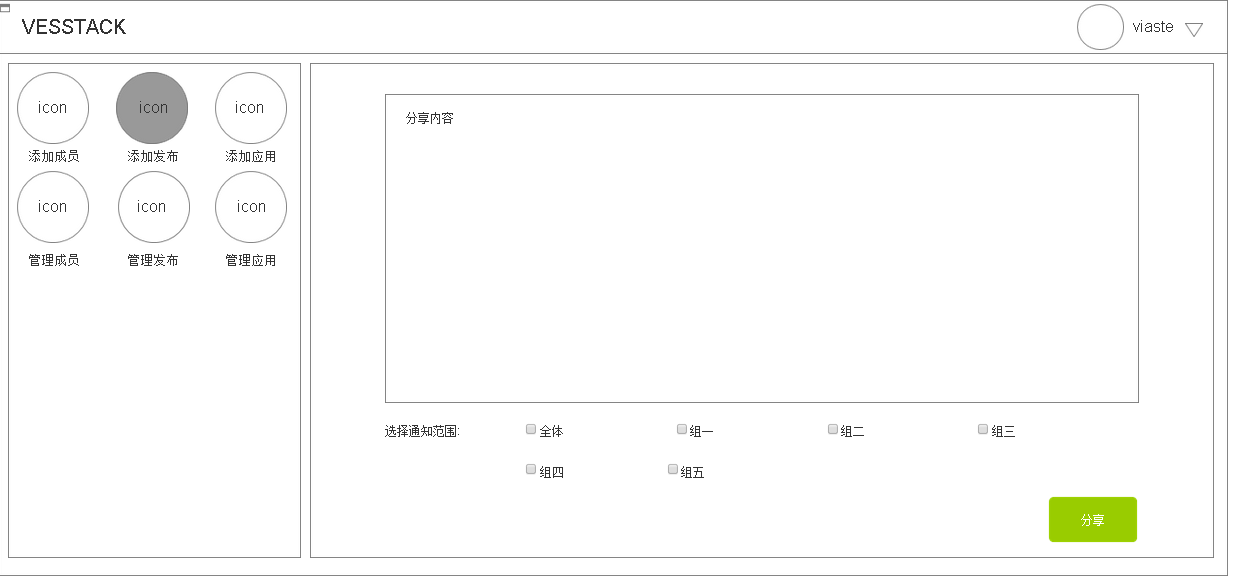 VESSTACK
viaste
icon icon icon
添加成员 添加发布 添加应用
icon icon icon
管理成员 管理发布 管理应用
分享内容
选择通知范围: 全体 组一 组二 组三
组四 组五
分享